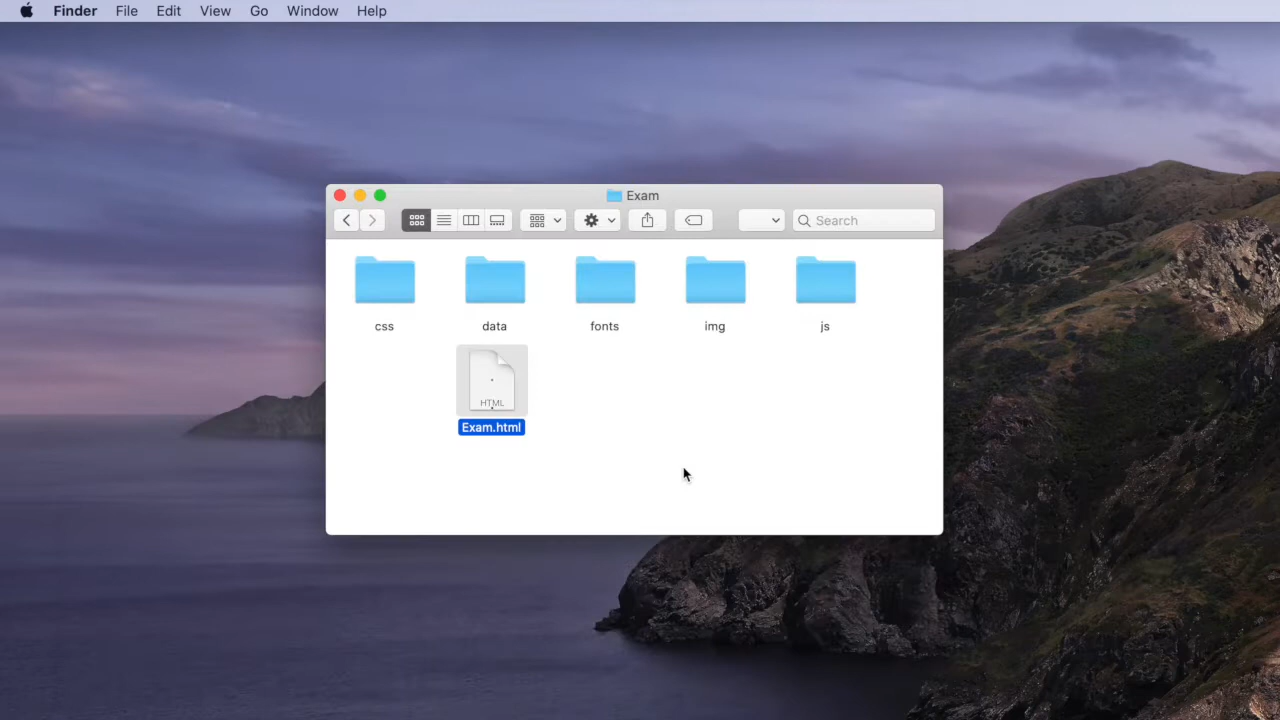 Finder File Edit View Go Window Help
Exam
Search
css data fonts img js
HTML
Exam.html